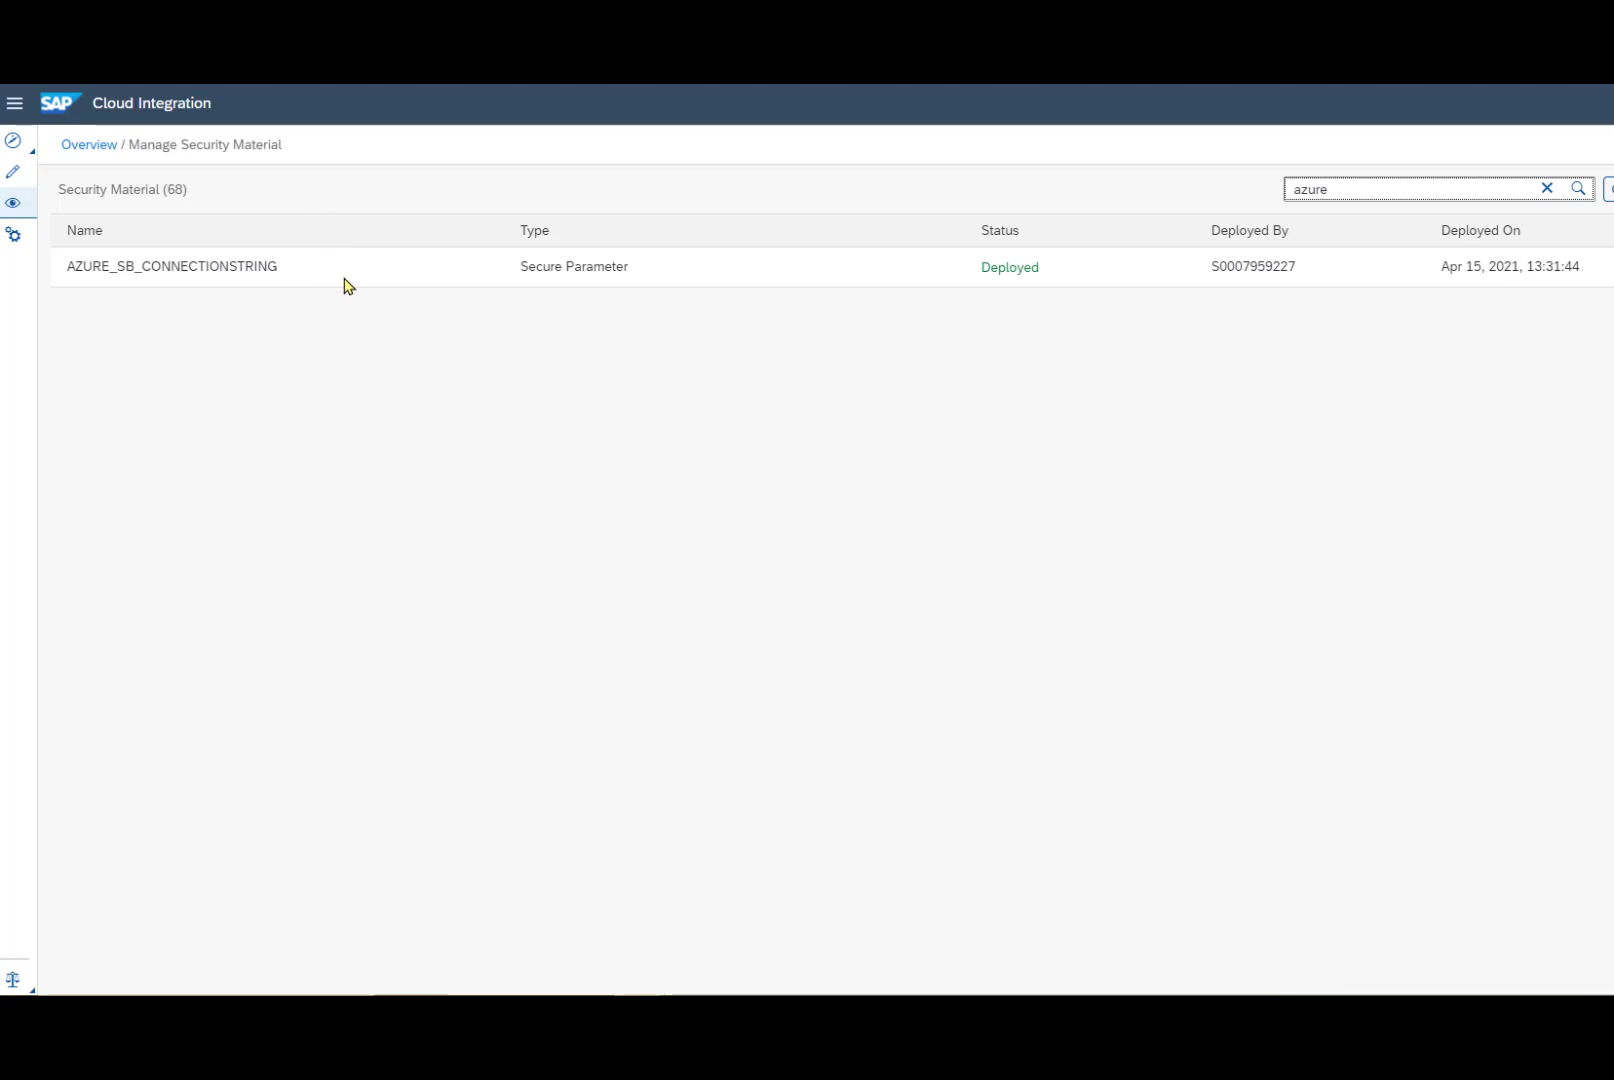 SAP Cloud Integration
Overview / Manage Security Material
Security Material (68)
azure
Name Type Status Deployed By Deployed On
AZURE_SB_CONNECTIONSTRING Secure Parameter Deployed S0007959227 Apr 15, 2021, 13:31:44